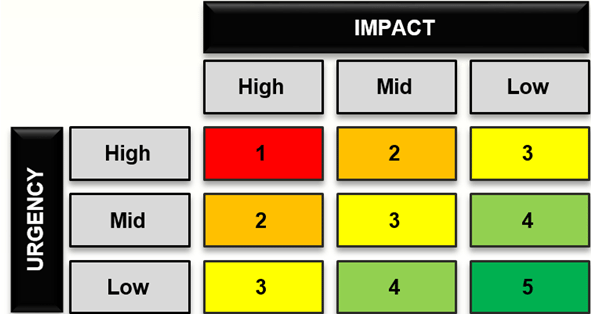 IMPACT
High Mid Low
URGENCY
High 1 2 3
Mid 2 3 4
Low 3 4 5